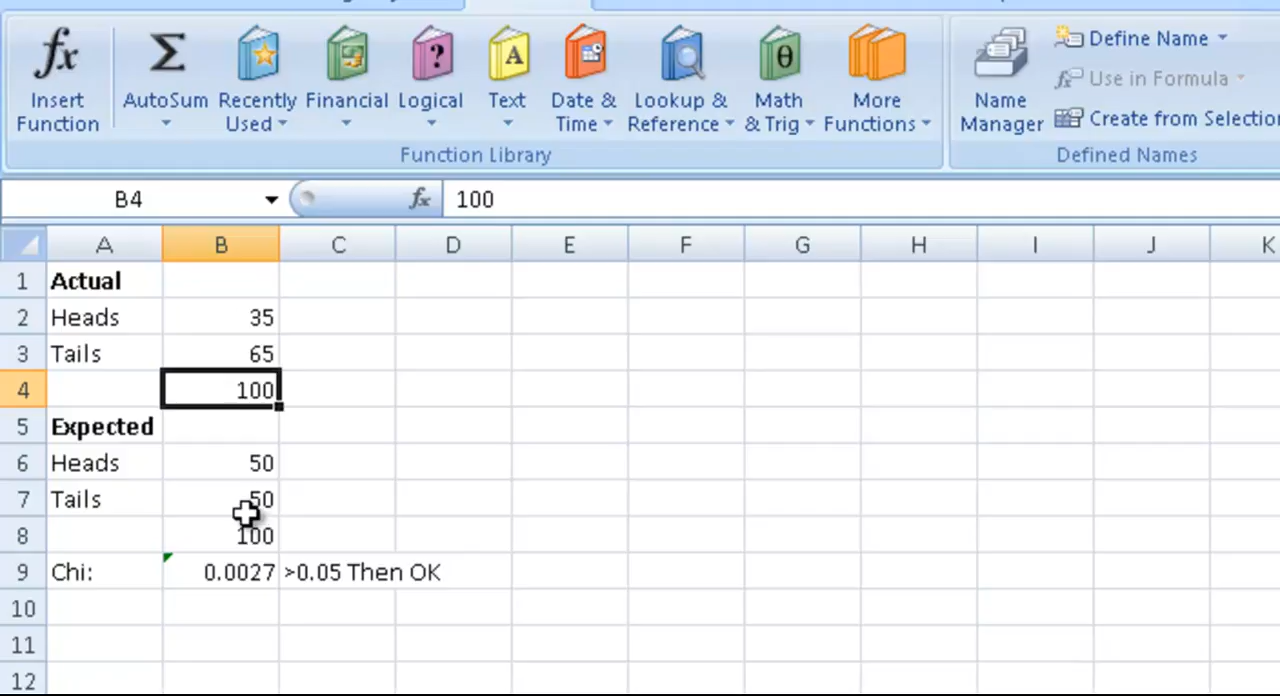 Insert Function
AutoSum
Recently Used
Financial
Logical
Text
Date & Time
Lookup & Reference
Math & Trig
More Functions
Name Manager
Define Name
Use in Formula
Create from Selectio
Function Library
Defined Names
B4 fx 100
A B C D E F G H I J K
1 Actual
2 Heads 35
3 Tails 65
4 100
5 Expected
6 Heads 50
7 Tails 50
8 100
9 Chi: 0.0027 >0.05 Then OK
10
11
12